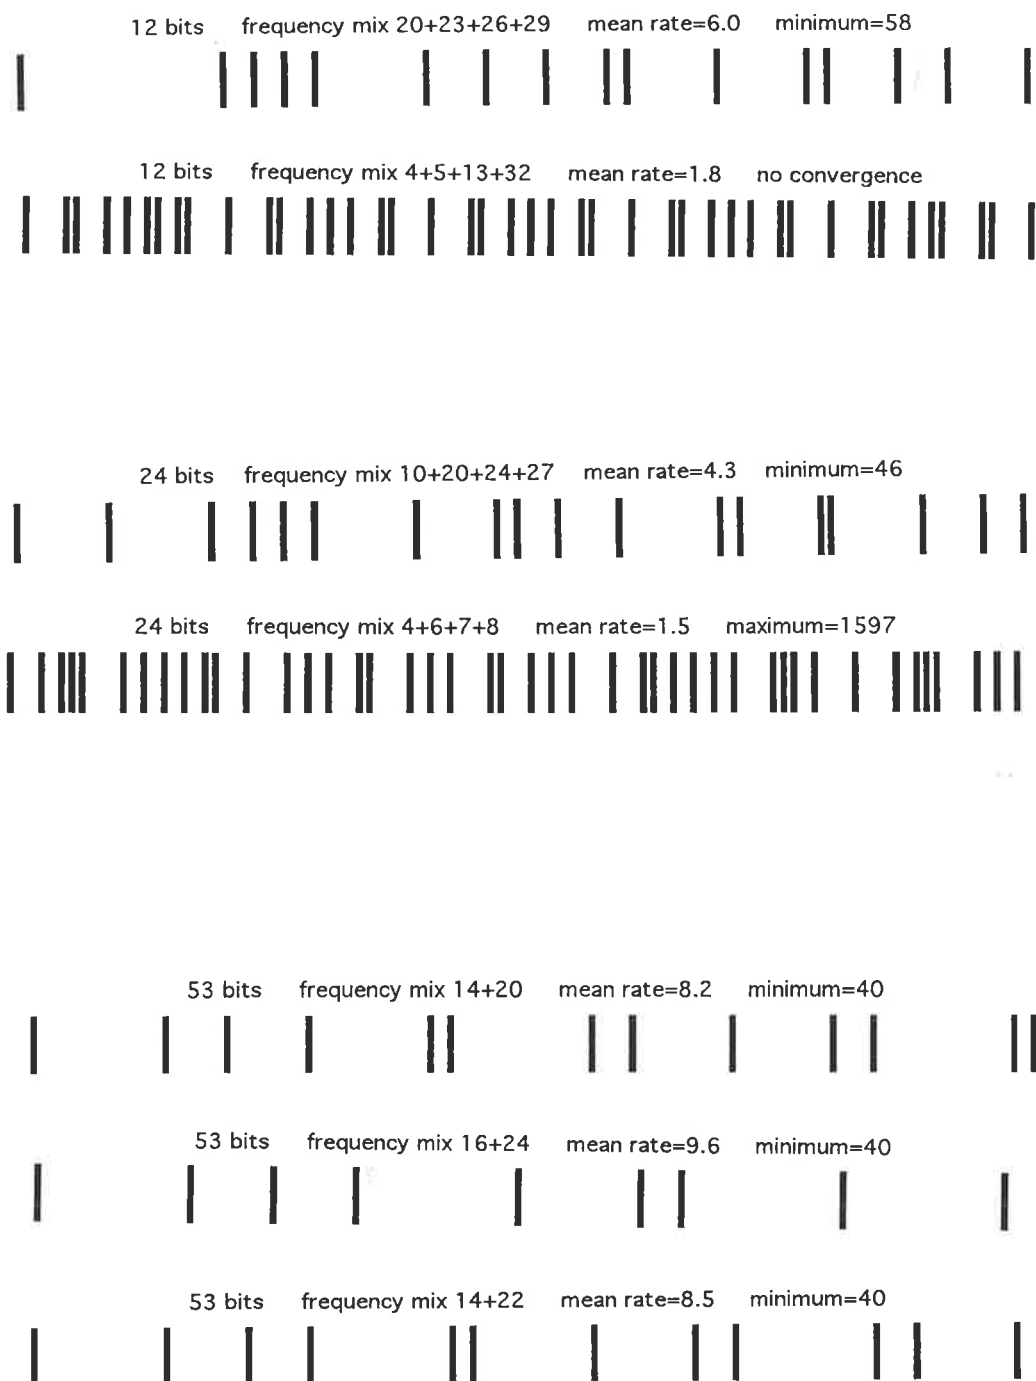 12 bits frequency mix 20+23+26+29 mean rate=6.0 minimum=58
12 bits frequency mix 4+5+13+32 mean rate=1.8 no convergence
24 bits frequency mix 10+20+24+27 mean rate=4.3 minimum=46
24 bits frequency mix 4+6+7+8 mean rate=1.5 maximum=1597
53 bits frequency mix 14+20 mean rate=8.2 minimum=40
53 bits frequency mix 16+24 mean rate=9.6 minimum=40
53 bits frequency mix 14+22 mean rate=8.5 minimum=40